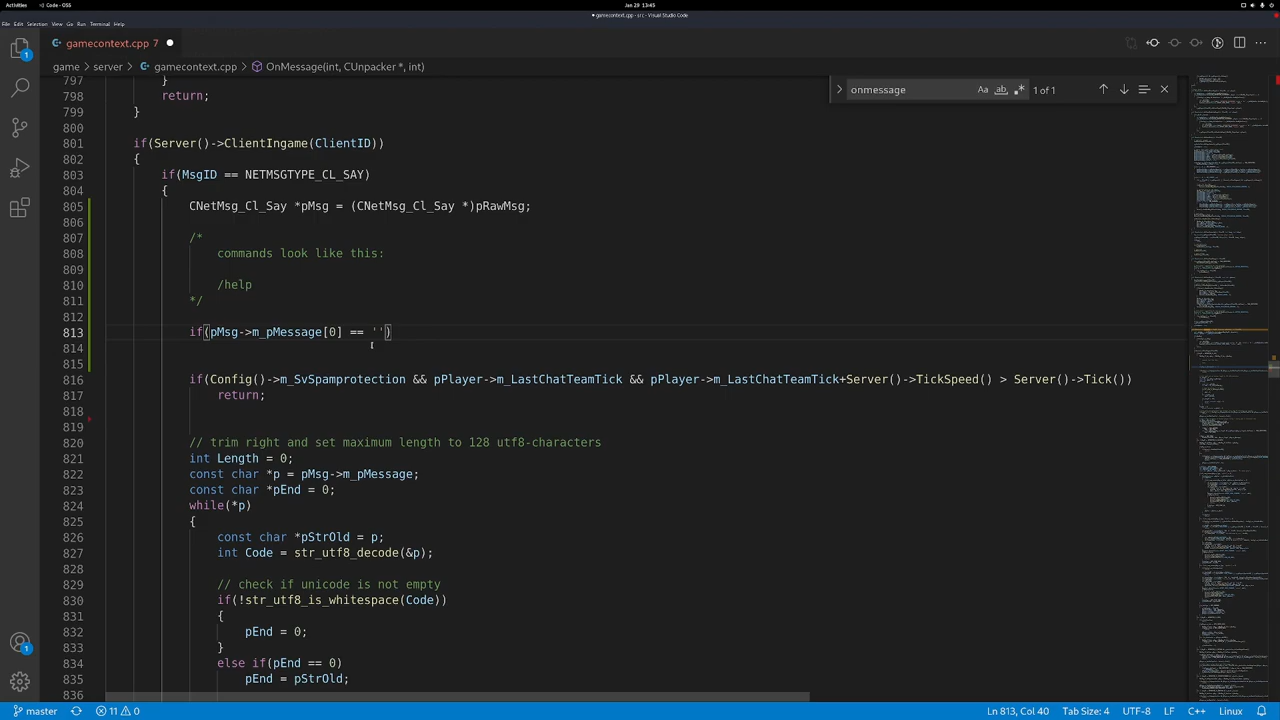 Activities
Code - OSS
Jan 29 13:45
File Edit Selection View Go Run Terminal Help
● gamecontext.cpp - src - Visual Studio Code
gamecontext.cpp 7
game > server > gamecontext.cpp > OnMessage(int, CUnpacker *, int)
onmessage
Aa ab .* 1 of 1
797 }
798 return;
799 }
800
801 if(Server()->ClientIngame(ClientID))
802 {
803 if(MsgID == NETMSGTYPE_CL_SAY)
804 {
805 CNetMsg_Cl_Say *pMsg = (CNetMsg_Cl_Say *)pRawMsg;
806
807 /*
808 commands look like this:
809
810 /help
811 */
812
813 if(pMsg->m_pMessage[0] == '')
814
815
816 if(Config()->m_SvSpamprotection && pPlayer->m_LastChatTeamTick && pPlayer->m_LastChatTeamTick+Server()->TickSpeed() > Server()->Tick())
817 return;
818
819
820 // trim right and set maximum length to 128 utf8-characters
821 int Length = 0;
822 const char *p = pMsg->m_pMessage;
823 const char *pEnd = 0;
824 while(*p)
825 {
826 const char *pStrOld = p;
827 int Code = str_utf8_decode(&p);
828
829 // check if unicode is not empty
830 if(!str_utf8_is_whitespace(Code))
831 {
832 pEnd = 0;
833 }
834 else if(pEnd == 0)
835 pEnd = pStrOld;
836
master
11 0
Ln 813, Col 40 Tab Size: 4 UTF-8 LF C++ Linux